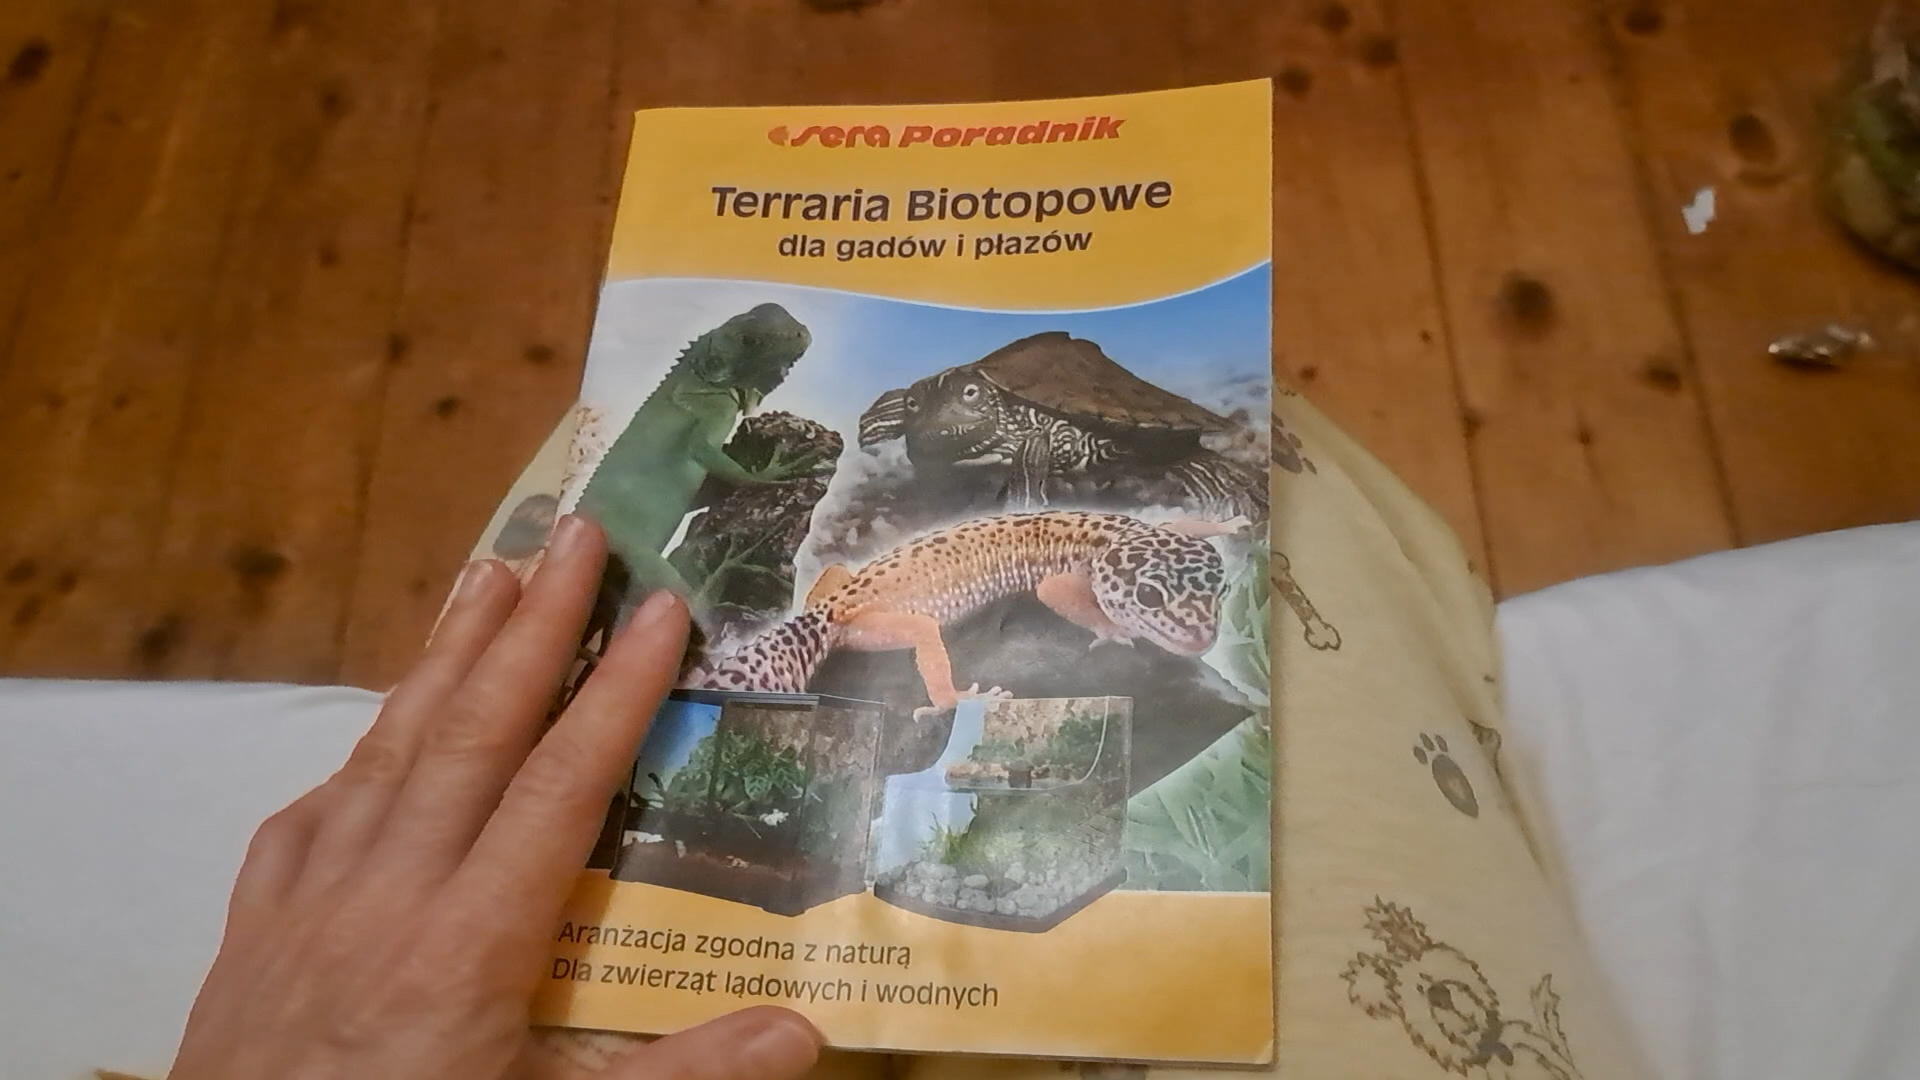 sera Poradnik
Terraria Biotopowe
dla gadów i płazów
Aranżacja zgodna z naturą
Dla zwierząt lądowych i wodnych